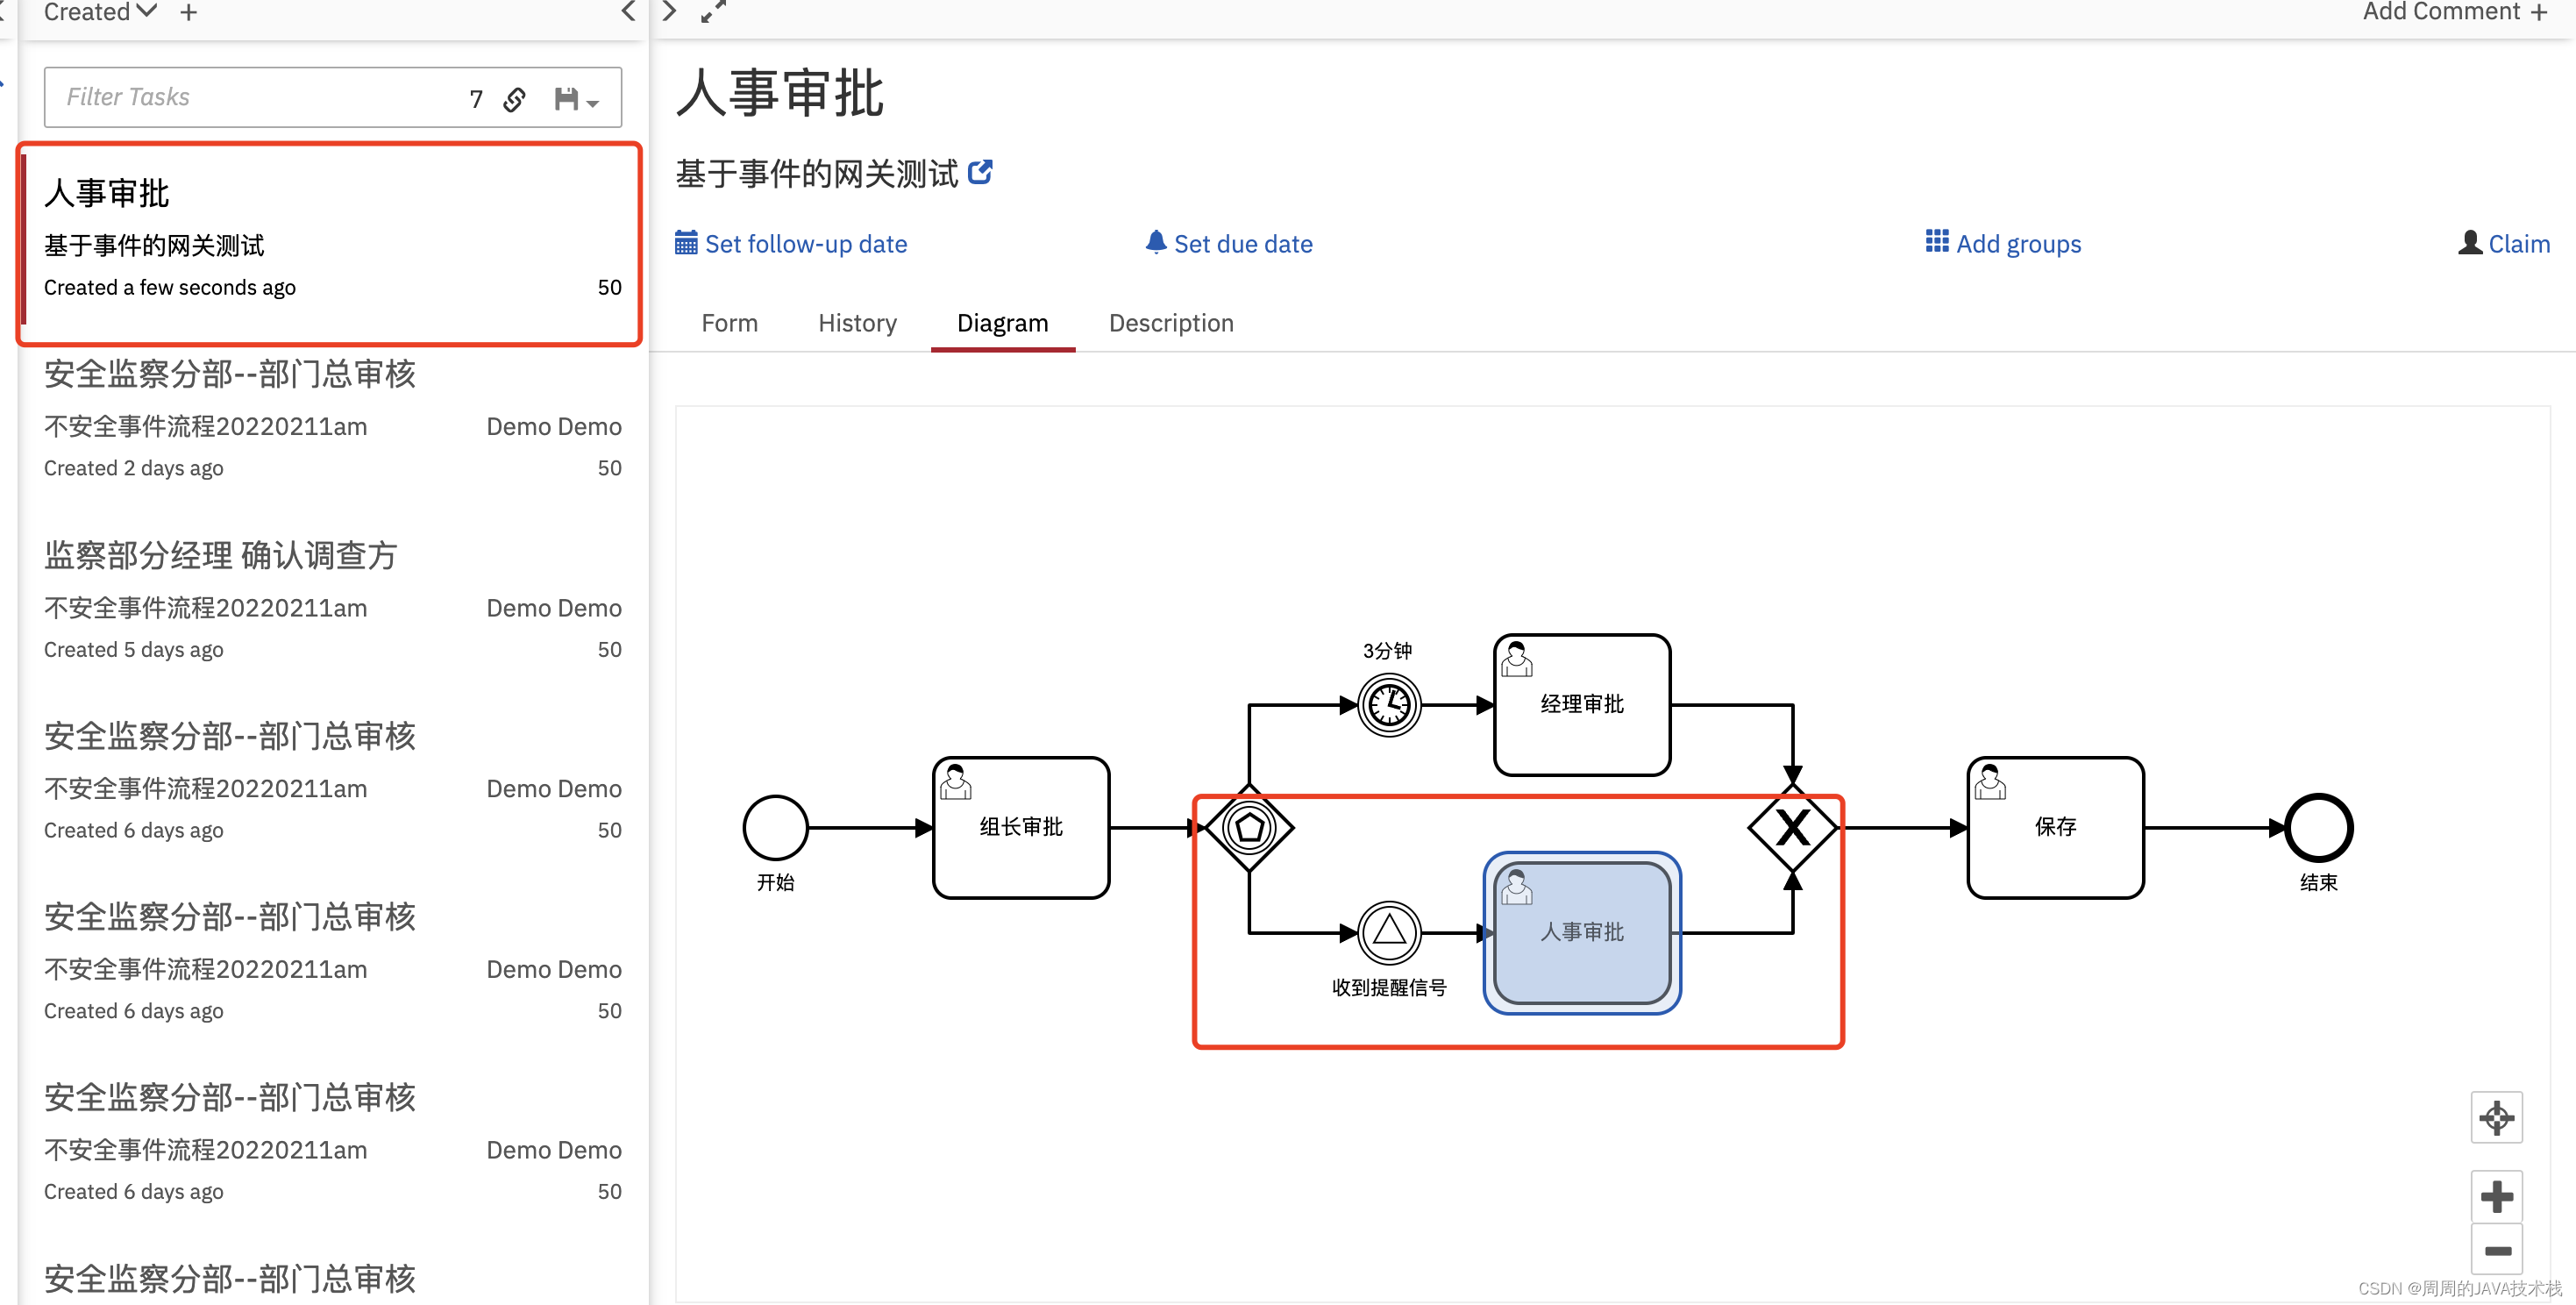 Created
Add Comment
Filter Tasks 7
人事审批
基于事件的网关测试
Created a few seconds ago 50
安全监察分部--部门总审核
不安全事件流程20220211am Demo Demo
Created 2 days ago 50
监察部分经理 确认调查方
不安全事件流程20220211am Demo Demo
Created 5 days ago 50
安全监察分部--部门总审核
不安全事件流程20220211am Demo Demo
Created 6 days ago 50
安全监察分部--部门总审核
不安全事件流程20220211am Demo Demo
Created 6 days ago 50
安全监察分部--部门总审核
不安全事件流程20220211am Demo Demo
Created 6 days ago 50
安全监察分部--部门总审核
人事审批
基于事件的网关测试
Set follow-up date Set due date Add groups Claim
Form History Diagram Description
3分钟
经理审批
组长审批
保存
开始
结束
人事审批
收到提醒信号
CSDN @周周的JAVA技术栈